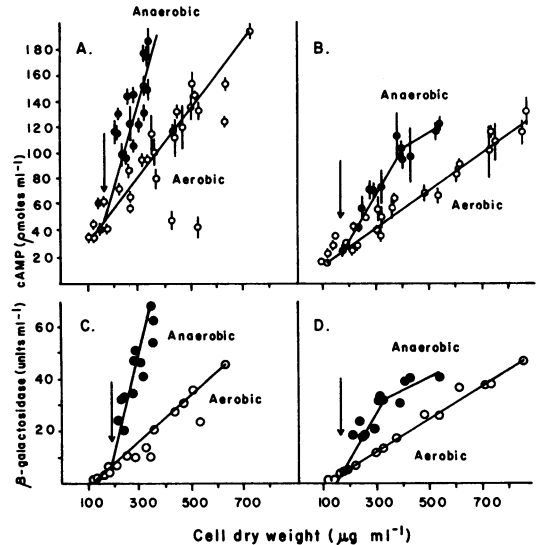 Anaerobic
A.
B.
180
160
140
120
100
80
60
40
20
Aerobic
Anaerobic
Aerobic
cAMP (pmoles ml⁻¹)
C.
D.
60
40
20
Anaerobic
Aerobic
Anaerobic
Aerobic
β-galactosidase (units ml⁻¹)
100 300 500 700 100 300 500 700
Cell dry weight (μg ml⁻¹)